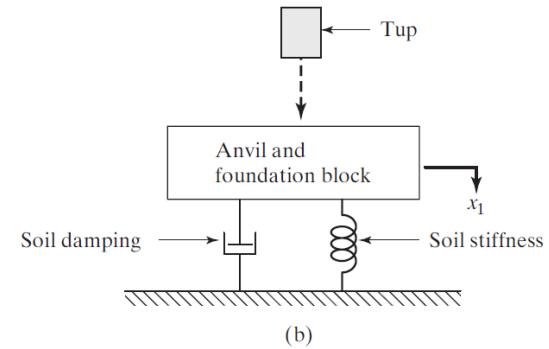 Tup
Anvil and
foundation block
x₁
Soil damping
Soil stiffness
(b)